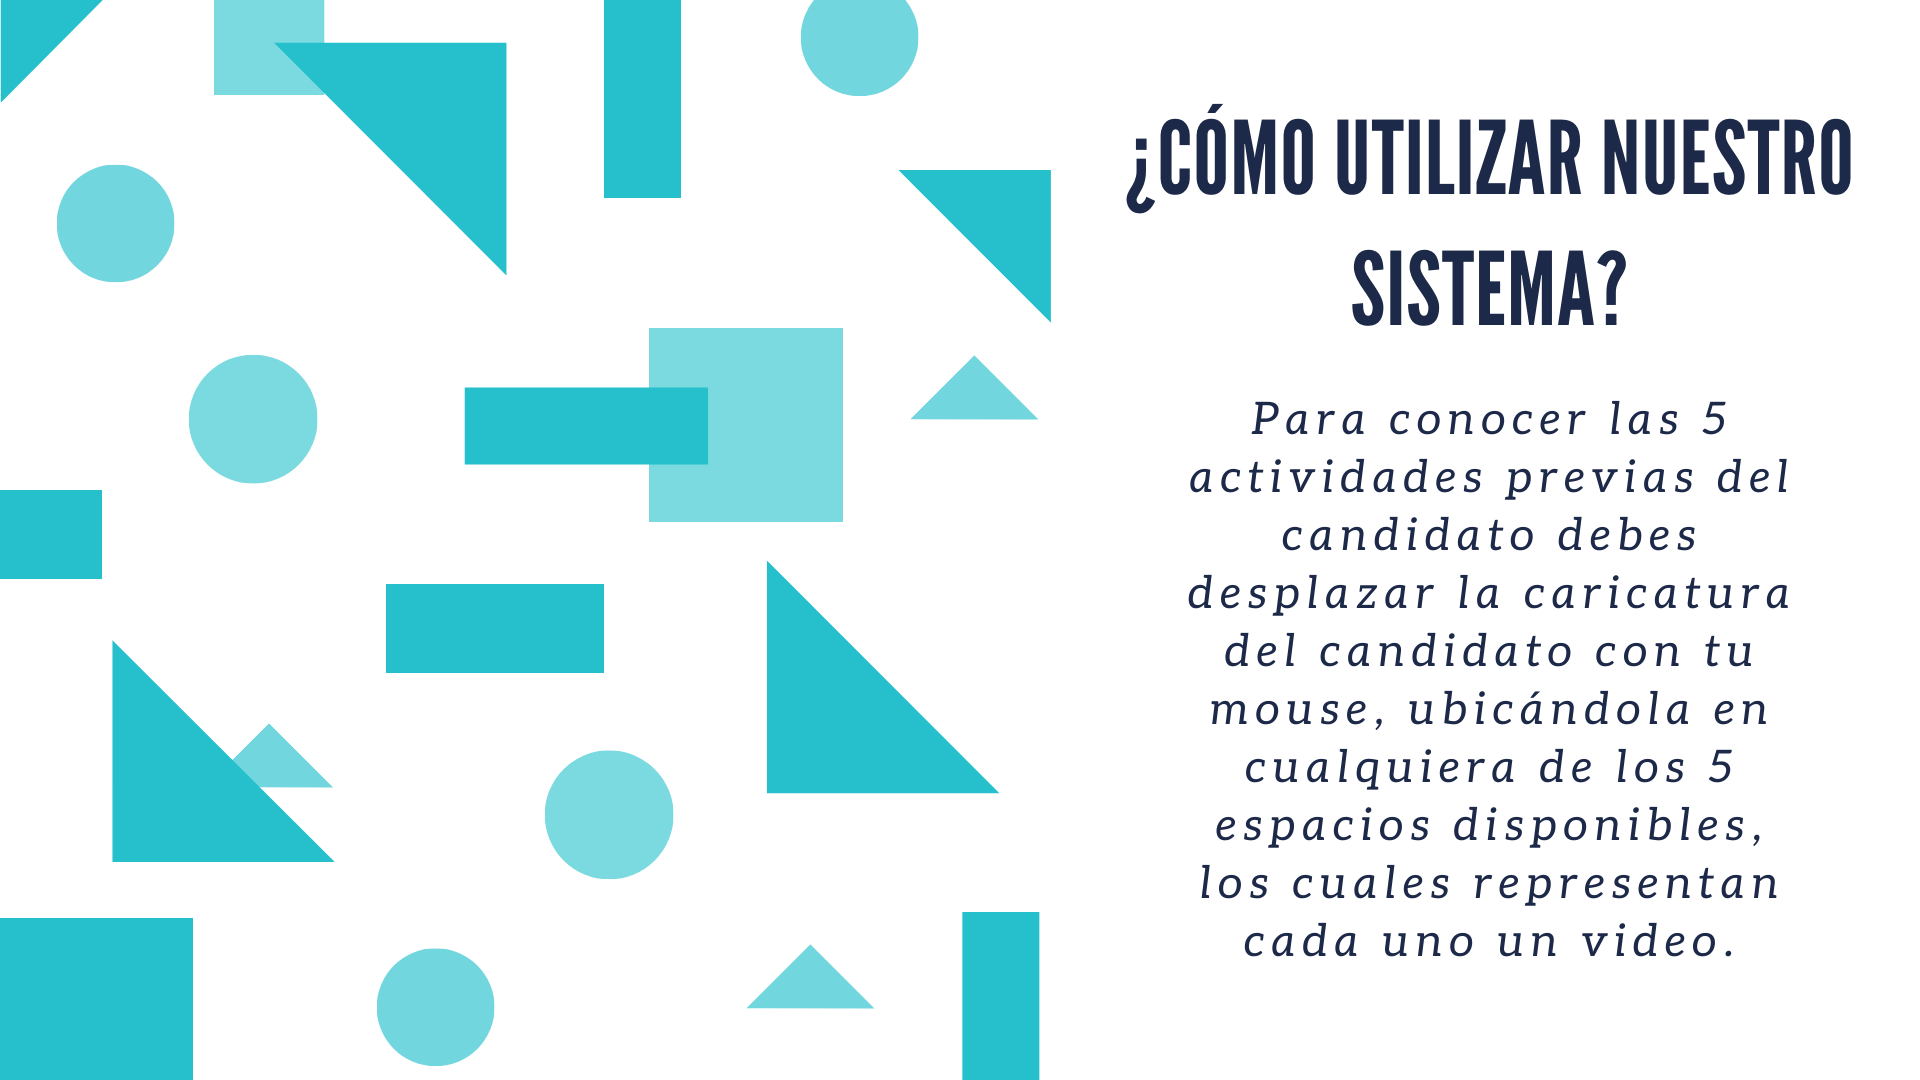 ¿CÓMO UTILIZAR NUESTRO
SISTEMA?
Para conocer las 5
actividades previas del
candidato debes
desplazar la caricatura
del candidato con tu
mouse, ubicándola en
cualquiera de los 5
espacios disponibles,
los cuales representan
cada uno un video.